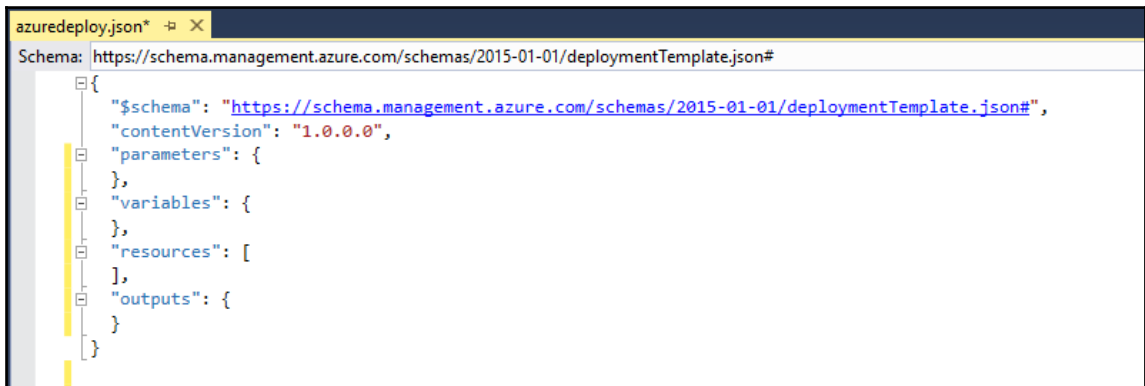 azuredeploy.json*
Schema: https://schema.management.azure.com/schemas/2015-01-01/deploymentTemplate.json#
{
"$schema": "https://schema.management.azure.com/schemas/2015-01-01/deploymentTemplate.json#",
"contentVersion": "1.0.0.0",
"parameters": {
},
"variables": {
},
"resources": [
],
"outputs": {
}
}